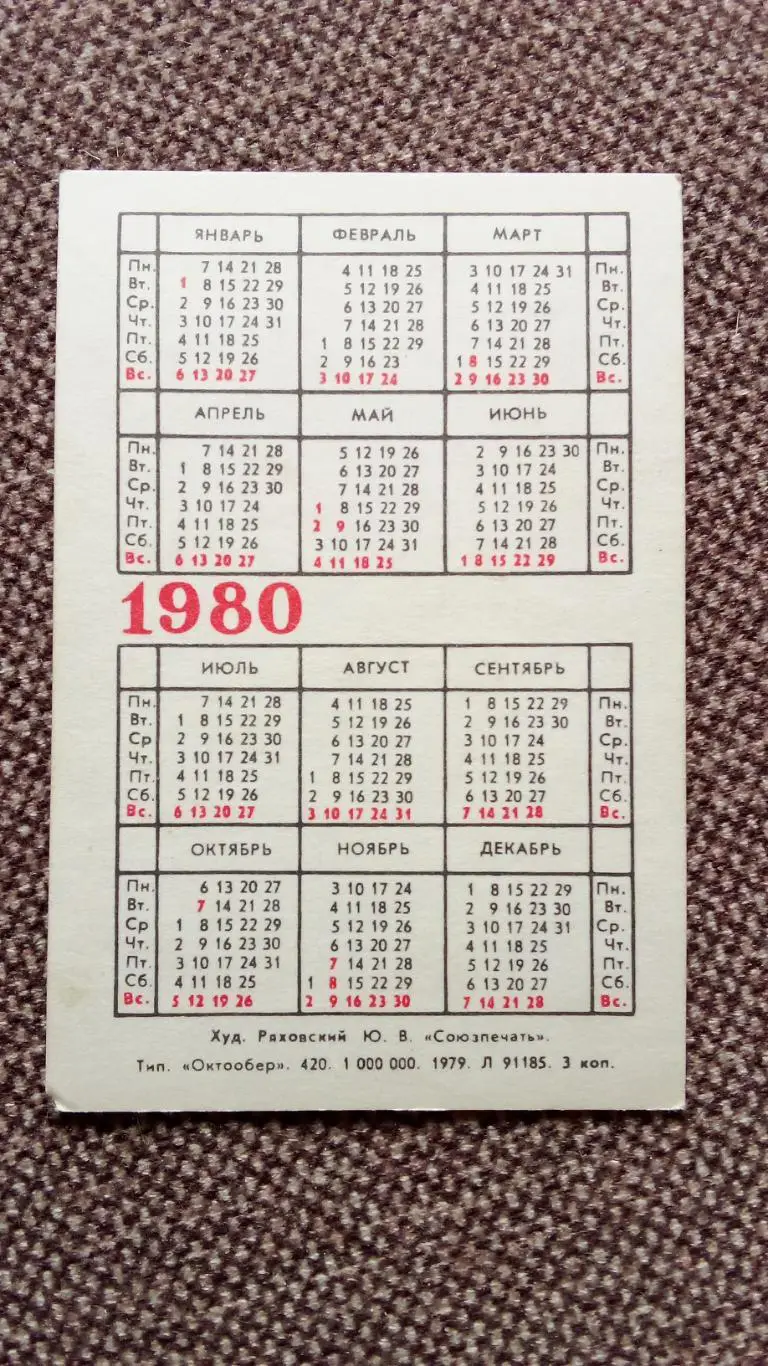 ЯНВАРЬ ФЕВРАЛЬ МАРТ
Пн. 7 14 21 28 4 11 18 25 3 10 17 24 31 Пн.
Вт. 1 8 15 22 29 5 12 19 26 4 11 18 25 Вт.
Ср. 2 9 16 23 30 6 13 20 27 5 12 19 26 Ср.
Чт. 3 10 17 24 31 7 14 21 28 6 13 20 27 Чт.
Пт. 4 11 18 25 1 8 15 22 29 7 14 21 28 Пт.
Сб. 5 12 19 26 2 9 16 23 1 8 15 22 29 Сб.
Вс. 6 13 20 27 3 10 17 24 2 9 16 23 30 Вс.
АПРЕЛЬ МАЙ ИЮНЬ
Пн. 7 14 21 28 5 12 19 26 2 9 16 23 30 Пн.
Вт. 1 8 15 22 29 6 13 20 27 3 10 17 24 Вт.
Ср. 2 9 16 23 30 7 14 21 28 4 11 18 25 Ср.
Чт. 3 10 17 24 1 8 15 22 29 5 12 19 26 Чт.
Пт. 4 11 18 25 2 9 16 23 30 6 13 20 27 Пт.
Сб. 5 12 19 26 3 10 17 24 31 7 14 21 28 Сб.
Вс. 6 13 20 27 4 11 18 25 1 8 15 22 29 Вс.
1980
ИЮЛЬ АВГУСТ СЕНТЯБРЬ
Пн. 7 14 21 28 4 11 18 25 1 8 15 22 29 Пн.
Вт. 1 8 15 22 29 5 12 19 26 2 9 16 23 30 Вт.
Ср 2 9 16 23 30 6 13 20 27 3 10 17 24 Ср.
Чт. 3 10 17 24 31 7 14 21 28 4 11 18 25 Чт.
Пт. 4 11 18 25 1 8 15 22 29 5 12 19 26 Пт.
Сб. 5 12 19 26 2 9 16 23 30 6 13 20 27 Сб.
Вс. 6 13 20 27 3 10 17 24 31 7 14 21 28 Вс.
ОКТЯБРЬ НОЯБРЬ ДЕКАБРЬ
Пн. 6 13 20 27 3 10 17 24 1 8 15 22 29 Пн.
Вт. 7 14 21 28 4 11 18 25 2 9 16 23 30 Вт.
Ср 1 8 15 22 29 5 12 19 26 3 10 17 24 31 Ср.
Чт. 2 9 16 23 30 6 13 20 27 4 11 18 25 Чт.
Пт. 3 10 17 24 31 7 14 21 28 5 12 19 26 Пт.
Сб. 4 11 18 25 1 8 15 22 29 6 13 20 27 Сб.
Вс. 5 12 19 26 2 9 16 23 30 7 14 21 28 Вс.
Худ. Ряховский Ю. В. «Союзпечать».
Тип. «Октообер». 420. 1 000 000. 1979. Л 91185. 3 коп.